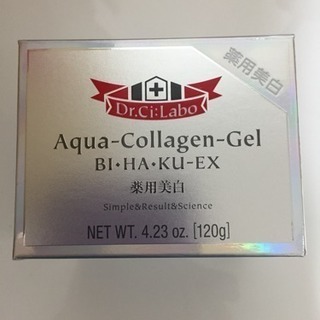 薬用美白
Dr.Ci:Labo
Aqua-Collagen-Gel
BI•HA•KU-EX
薬用美白
Simple&Result&Science
NET WT. 4.23 oz. [120g]